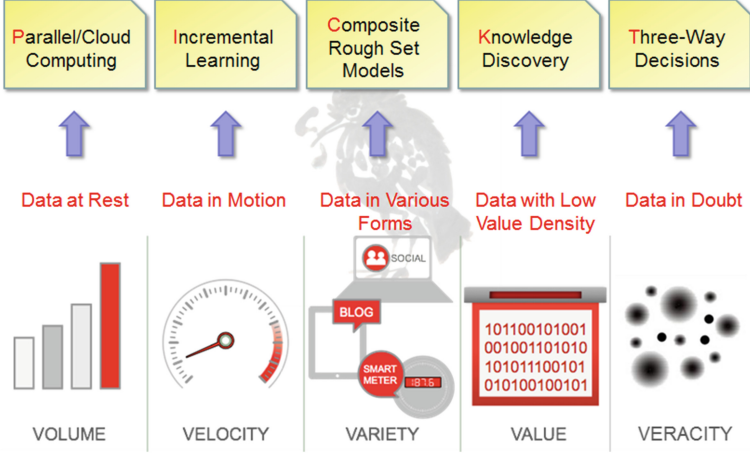 Parallel/Cloud
Computing
Incremental
Learning
Composite
Rough Set
Models
Knowledge
Discovery
Three-Way
Decisions
Data at Rest
Data in Motion
Data in Various
Forms
Data with Low
Value Density
Data in Doubt
SOCIAL
BLOG
SMART
METER
187.6
101100101001
001001101010
101011100101
010100100101
VOLUME
VELOCITY
VARIETY
VALUE
VERACITY